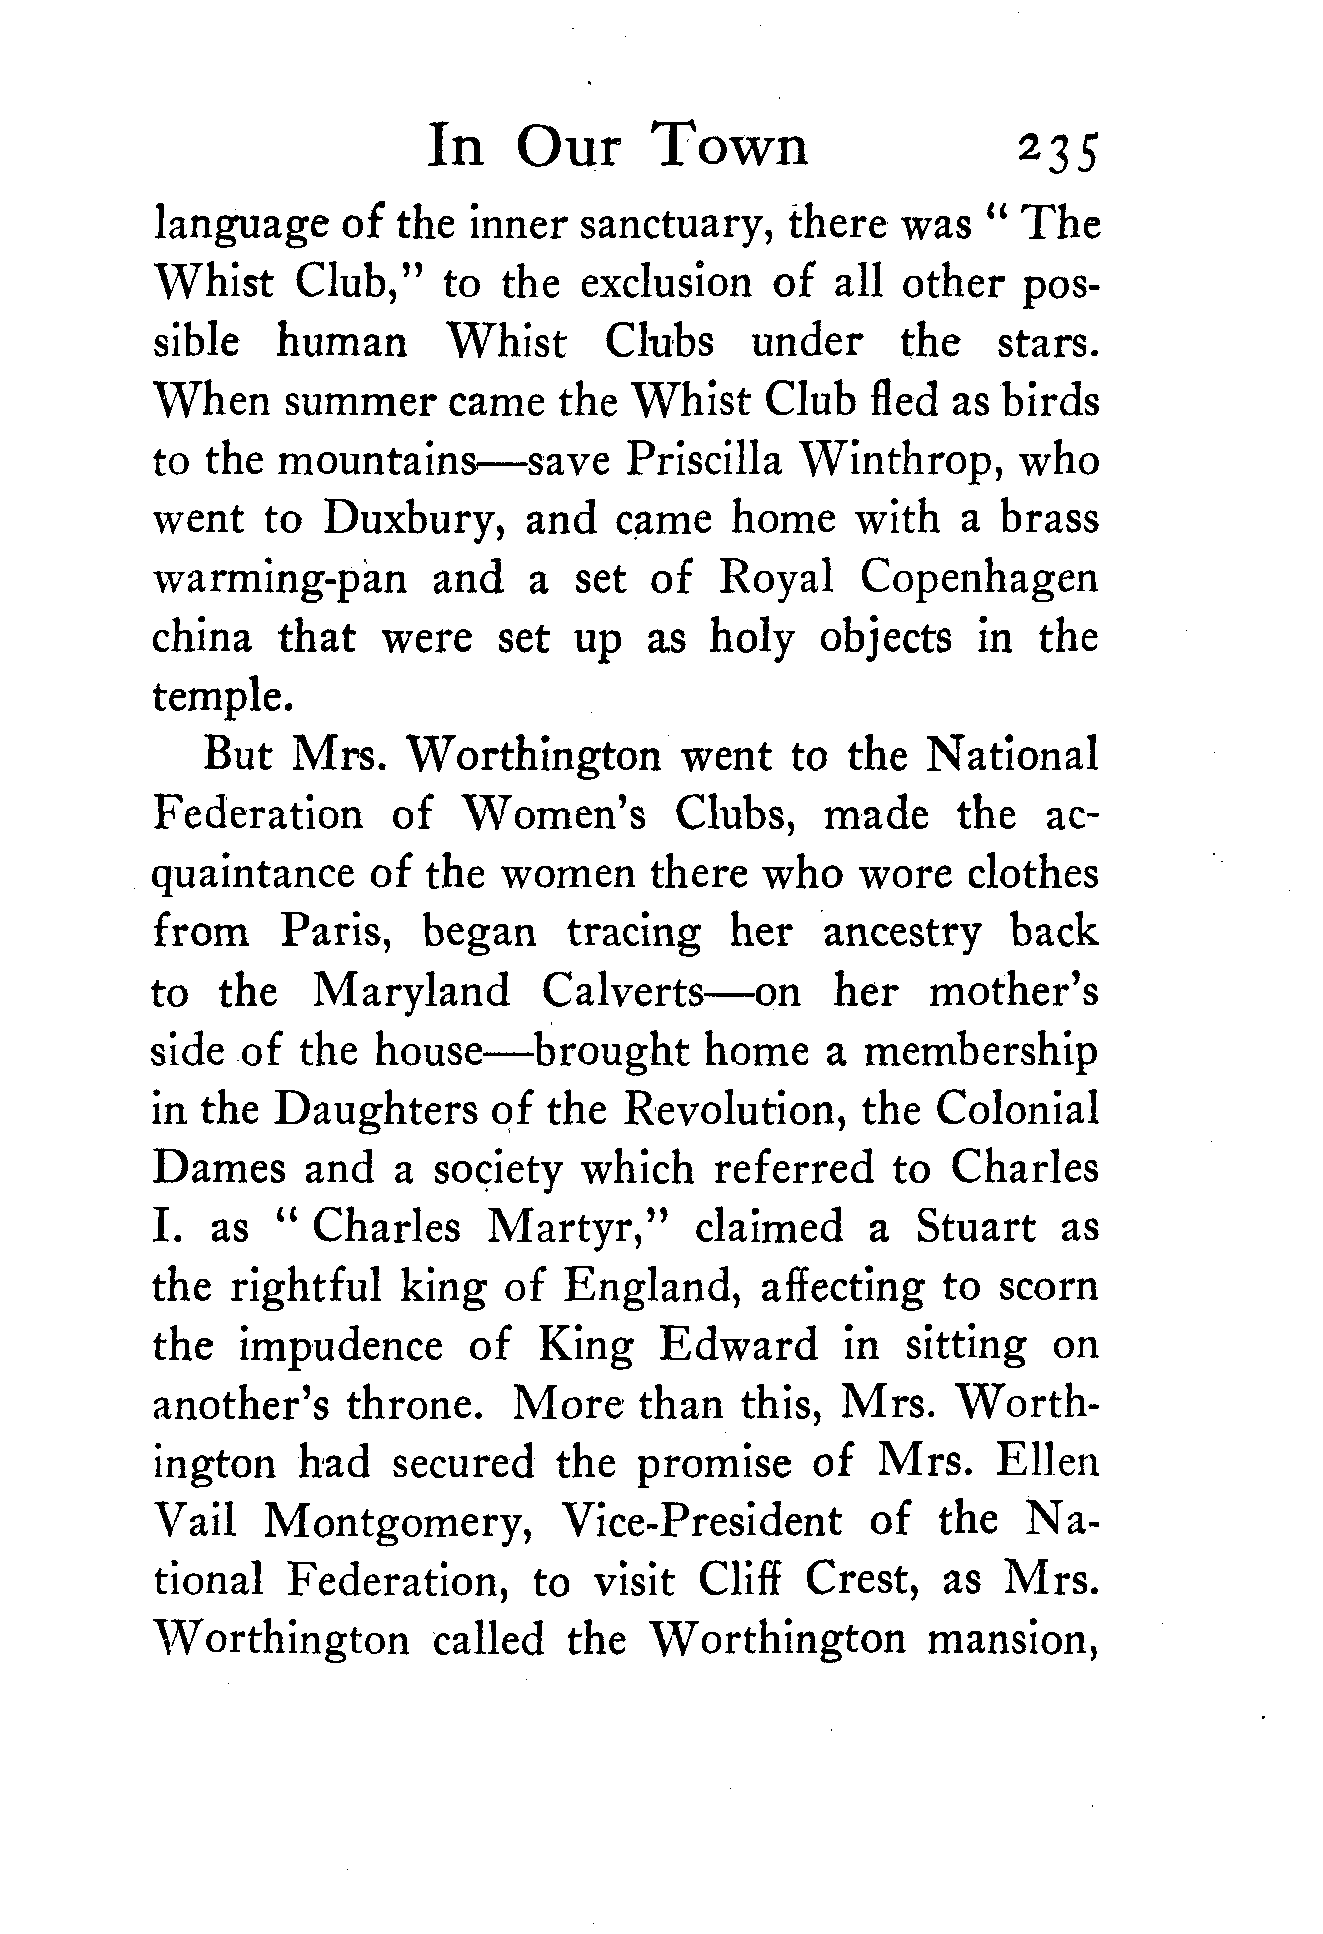 In Our Town 235
language of the inner sanctuary, there was " The
Whist Club," to the exclusion of all other pos-
sible human Whist Clubs under the stars.
When summer came the Whist Club fled as birds
to the mountains—save Priscilla Winthrop, who
went to Duxbury, and came home with a brass
warming-pan and a set of Royal Copenhagen
china that were set up as holy objects in the
temple.
But Mrs. Worthington went to the National
Federation of Women's Clubs, made the ac-
quaintance of the women there who wore clothes
from Paris, began tracing her ancestry back
to the Maryland Calverts—on her mother's
side of the house—brought home a membership
in the Daughters of the Revolution, the Colonial
Dames and a society which referred to Charles
I. as " Charles Martyr," claimed a Stuart as
the rightful king of England, affecting to scorn
the impudence of King Edward in sitting on
another's throne. More than this, Mrs. Worth-
ington had secured the promise of Mrs. Ellen
Vail Montgomery, Vice-President of the Na-
tional Federation, to visit Cliff Crest, as Mrs.
Worthington called the Worthington mansion,